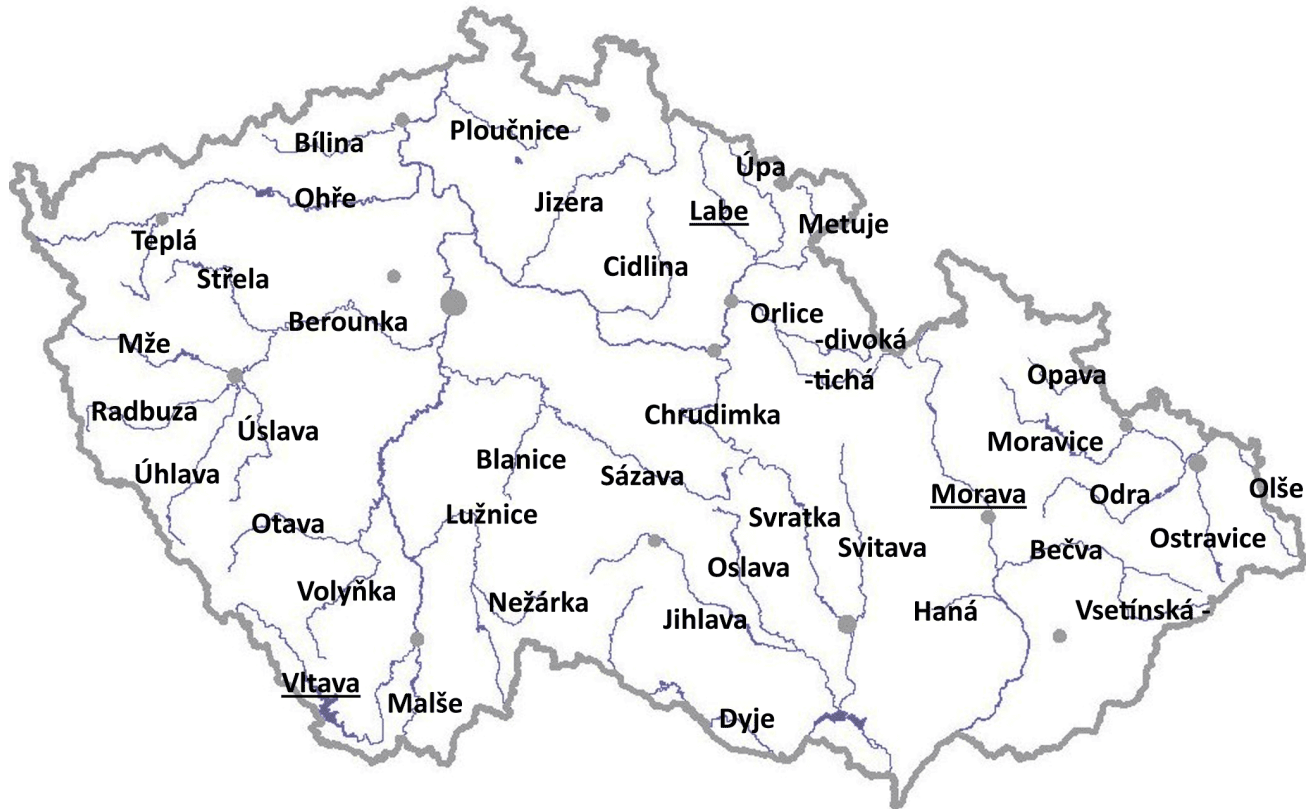 Bílina
Ploučnice
Úpa
Ohře
Jizera
Labe
Metuje
Teplá
Cidlina
Střela
Orlice
Berounka
-divoká
Mže
-tichá
Opava
Radbuza
Chrudimka
Úslava
Moravice
Blanice
Úhlava
Sázava
Olše
Morava
Odra
Lužnice
Svratka
Otava
Ostravice
Svitava
Bečva
Oslava
Volyňka
Nežárka
Haná
Vsetínská -
Jihlava
Vltava
Malše
Dyje